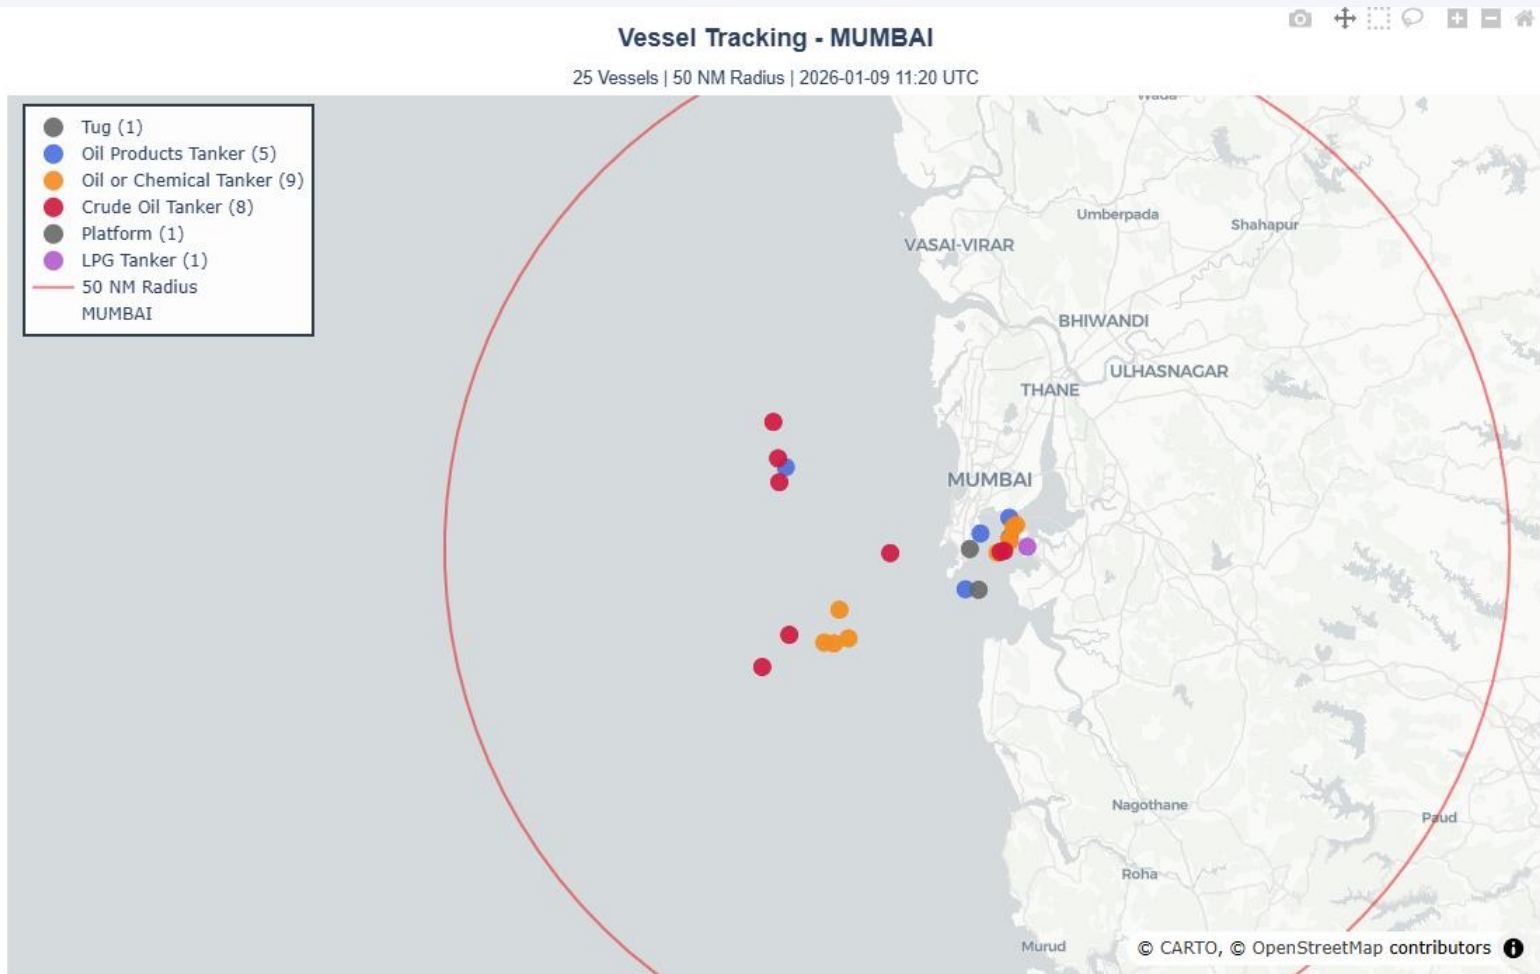 Vessel Tracking - MUMBAI
25 Vessels | 50 NM Radius | 2026-01-09 11:20 UTC
Tug (1)
Oil Products Tanker (5)
Oil or Chemical Tanker (9)
Crude Oil Tanker (8)
Platform (1)
LPG Tanker (1)
50 NM Radius
MUMBAI
Wada
Umberpada
Shahapur
VASAI-VIRAR
BHIWANDI
ULHASNAGAR
THANE
MUMBAI
Nagothane
Paud
Roha
Murud
© CARTO, © OpenStreetMap contributors